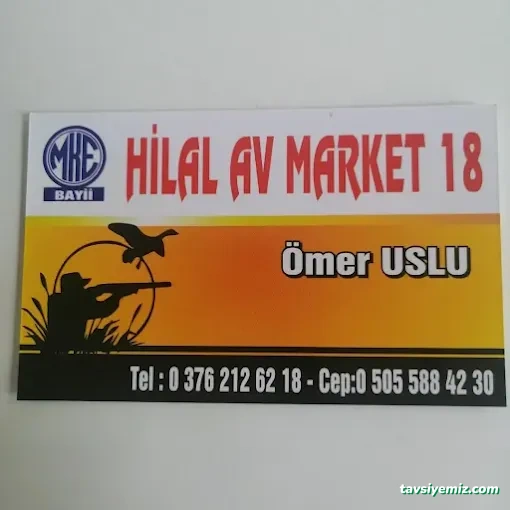 MKE
BAYİİ
HİLAL AV MARKET 18
Ömer USLU
Tel : 0 376 212 62 18 - Cep:0 505 588 42 30
tavsiyemiz.com